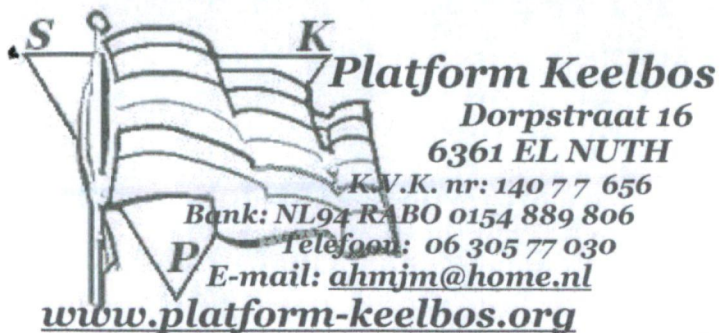 S K
Platform Keelbos
Dorpstraat 16
6361 EL NUTH
K.V.K. nr: 140 7 7 656
Bank: NL94 RABO 0154 889 806
Telefoon: 06 305 77 030
P
E-mail: ahmjm@home.nl
www.platform-keelbos.org